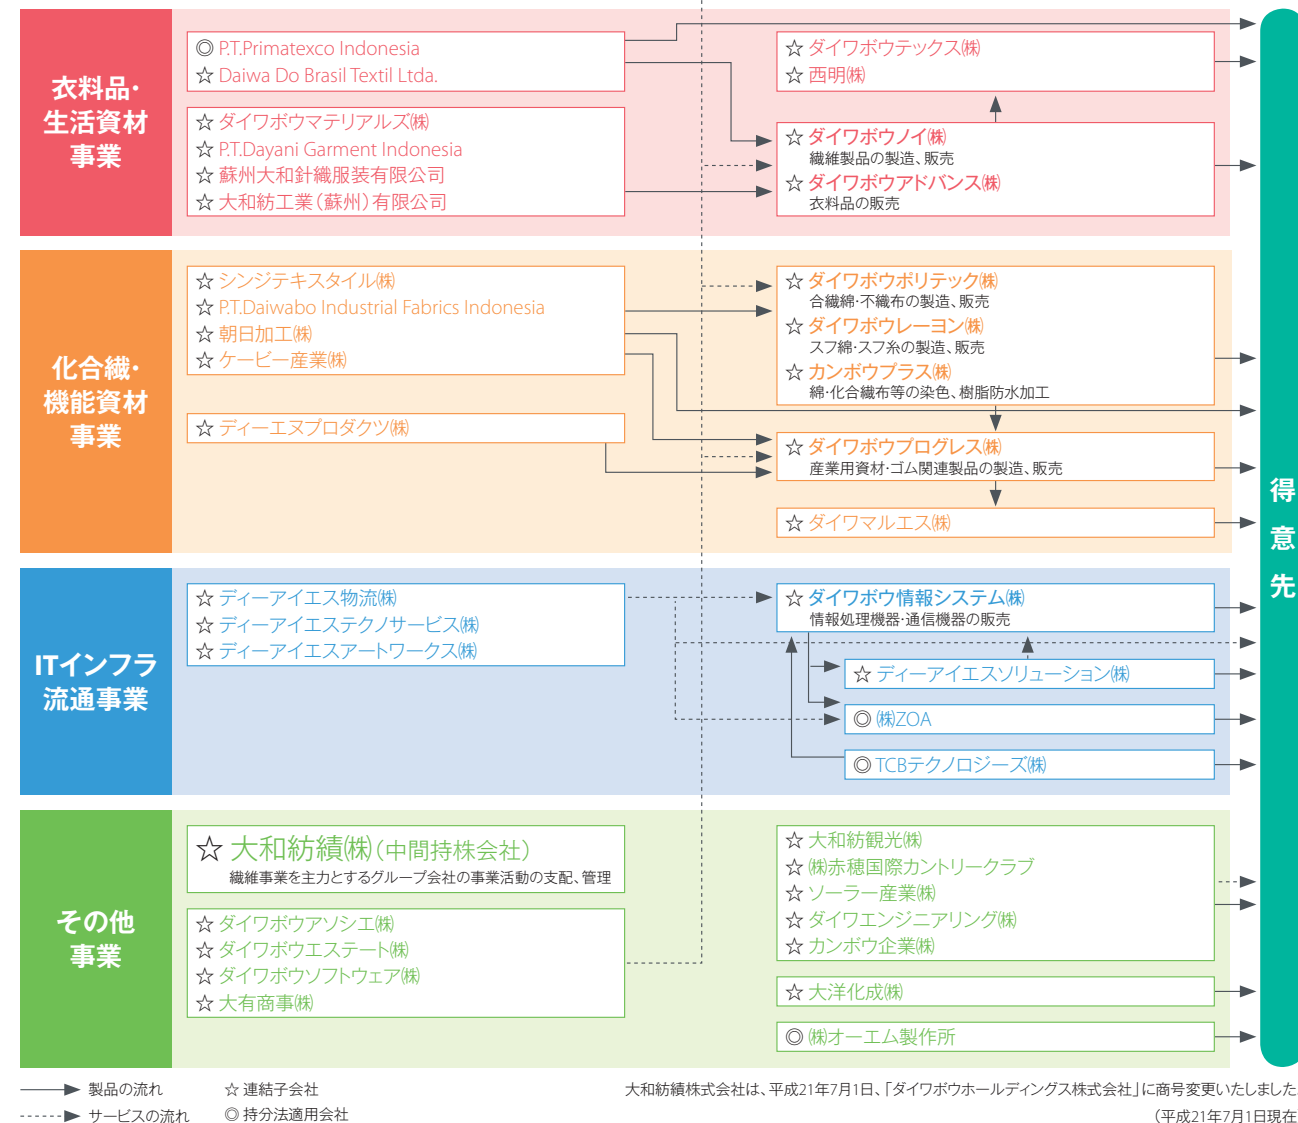 衣料品・
生活資材
事業
◎ P.T.Primatexco Indonesia
☆ Daiwa Do Brasil Textil Ltda.
☆ ダイワボウマテリアルズ㈱
☆ P.T.Dayani Garment Indonesia
☆ 蘇州大和針織服装有限公司
☆ 大和紡工業（蘇州）有限公司
☆ ダイワボウテックス㈱
☆ 西明㈱
☆ ダイワボウノイ㈱
繊維製品の製造、販売
☆ ダイワボウアドバンス㈱
衣料品の販売
化合繊・
機能資材
事業
☆ シンジテキスタイル㈱
☆ P.T.Daiwabo Industrial Fabrics Indonesia
☆ 朝日加工㈱
☆ ケービー産業㈱
☆ ディーエヌプロダクツ㈱
☆ ダイワボウポリテック㈱
合繊綿・不織布の製造、販売
☆ ダイワボウレーヨン㈱
スフ綿・スフ糸の製造、販売
☆ カンボウプラス㈱
綿・化合繊布等の染色、樹脂防水加工
☆ ダイワボウプログレス㈱
産業用資材・ゴム関連製品の製造、販売
☆ ダイワマルエス㈱
ITインフラ
流通事業
☆ ディーアイエス物流㈱
☆ ディーアイエステクノサービス㈱
☆ ディーアイエスアートワークス㈱
☆ ダイワボウ情報システム㈱
情報処理機器・通信機器の販売
☆ ディーアイエスソリューション㈱
◎ ㈱ZOA
◎ TCBテクノロジーズ㈱
その他
事業
☆ 大和紡績㈱（中間持株会社）
繊維事業を主力とするグループ会社の事業活動の支配、管理
☆ ダイワボウアソシエ㈱
☆ ダイワボウエステート㈱
☆ ダイワボウソフトウェア㈱
☆ 大有商事㈱
☆ 大和紡観光㈱
☆ ㈱赤穂国際カントリークラブ
☆ ソーラー産業㈱
☆ ダイワエンジニアリング㈱
☆ カンボウ企業㈱
☆ 大洋化成㈱
◎ ㈱オーエム製作所
得意先
製品の流れ ☆ 連結子会社
サービスの流れ ◎ 持分法適用会社
大和紡績株式会社は、平成21年7月1日、「ダイワボウホールディングス株式会社」に商号変更いたしました
（平成21年7月1日現在